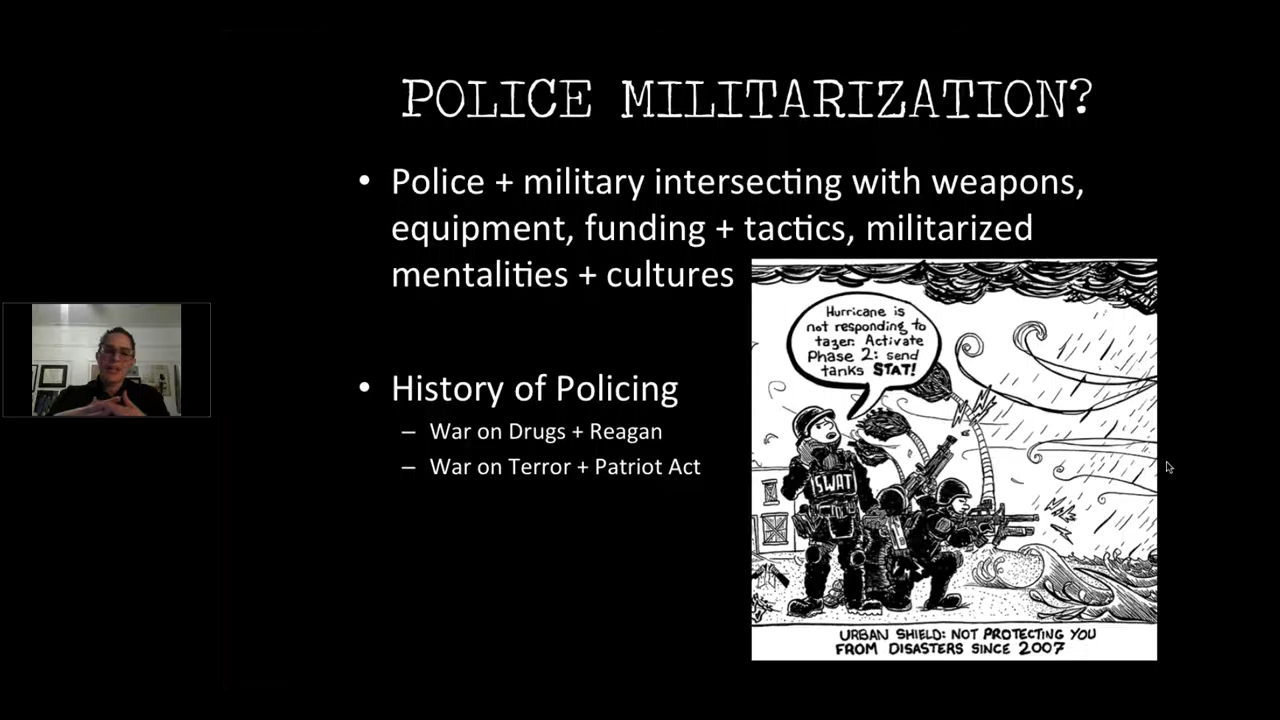 POLICE MILITARIZATION?
• Police + military intersecting with weapons,
equipment, funding + tactics, militarized
mentalities + cultures
• History of Policing
– War on Drugs + Reagan
– War on Terror + Patriot Act
Hurricane is
not responding to
tazer. Activate
Phase 2: send
tanks STAT!
SWAT
URBAN SHIELD: NOT PROTECTING YOU
FROM DISASTERS SINCE 2007